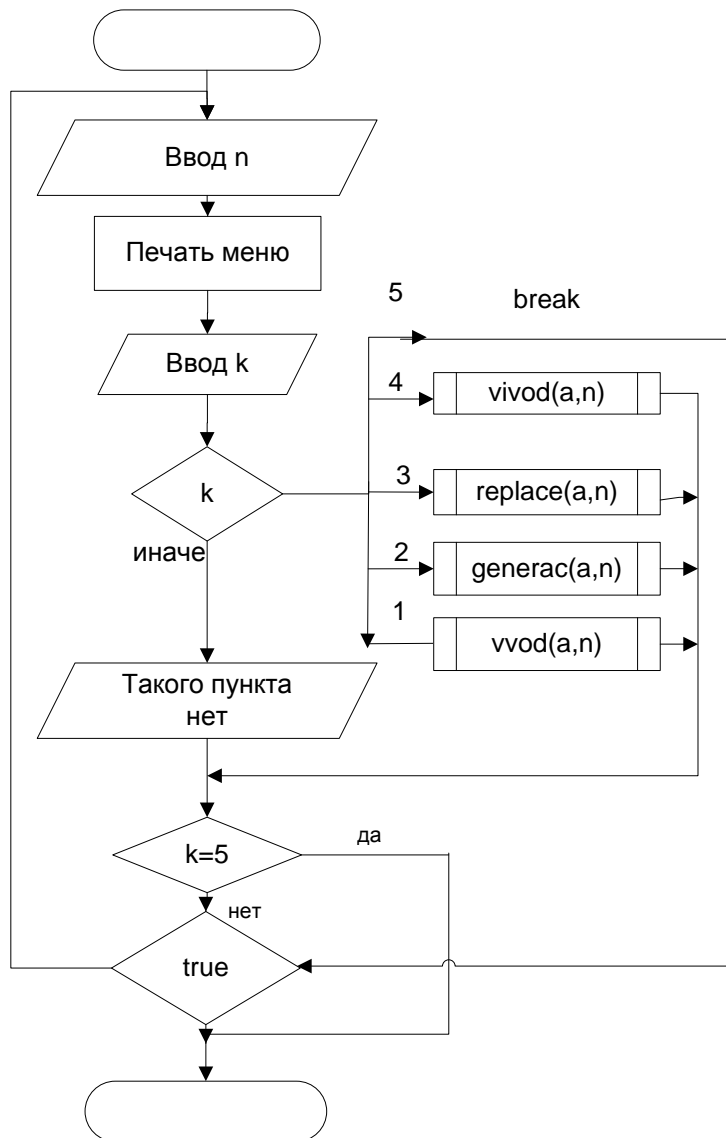 Ввод n
Печать меню
Ввод k
k
иначе
5
break
4
vivod(a,n)
3
replace(a,n)
2
generac(a,n)
1
vvod(a,n)
Такого пункта
нет
k=5
да
нет
true